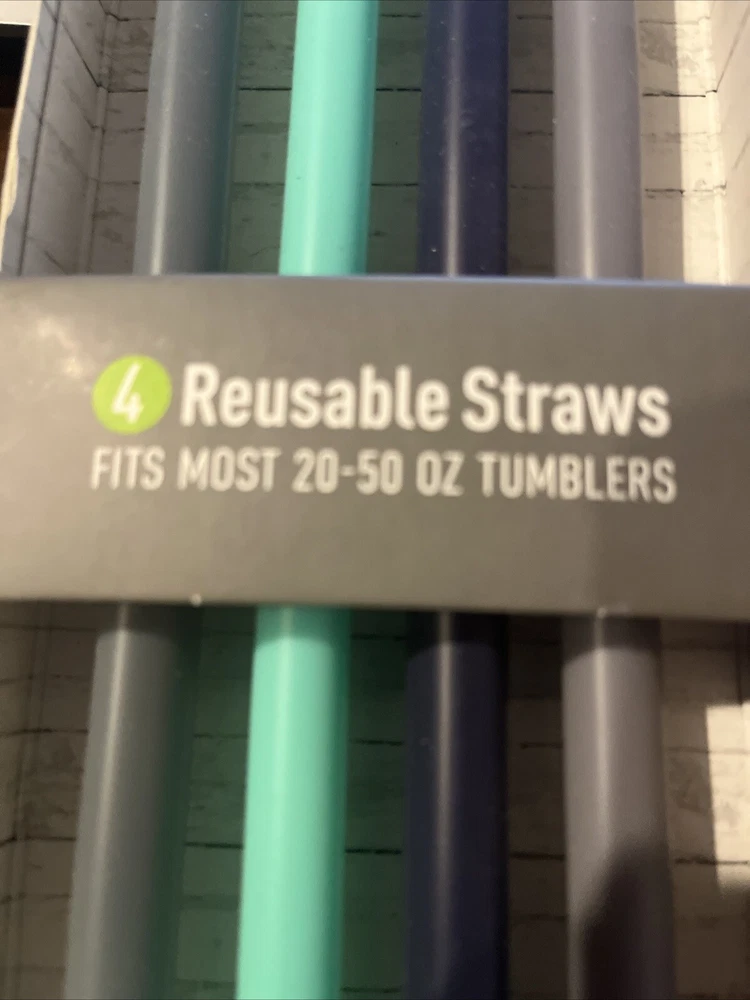 4 Reusable Straws
FITS MOST 20-50 OZ TUMBLERS